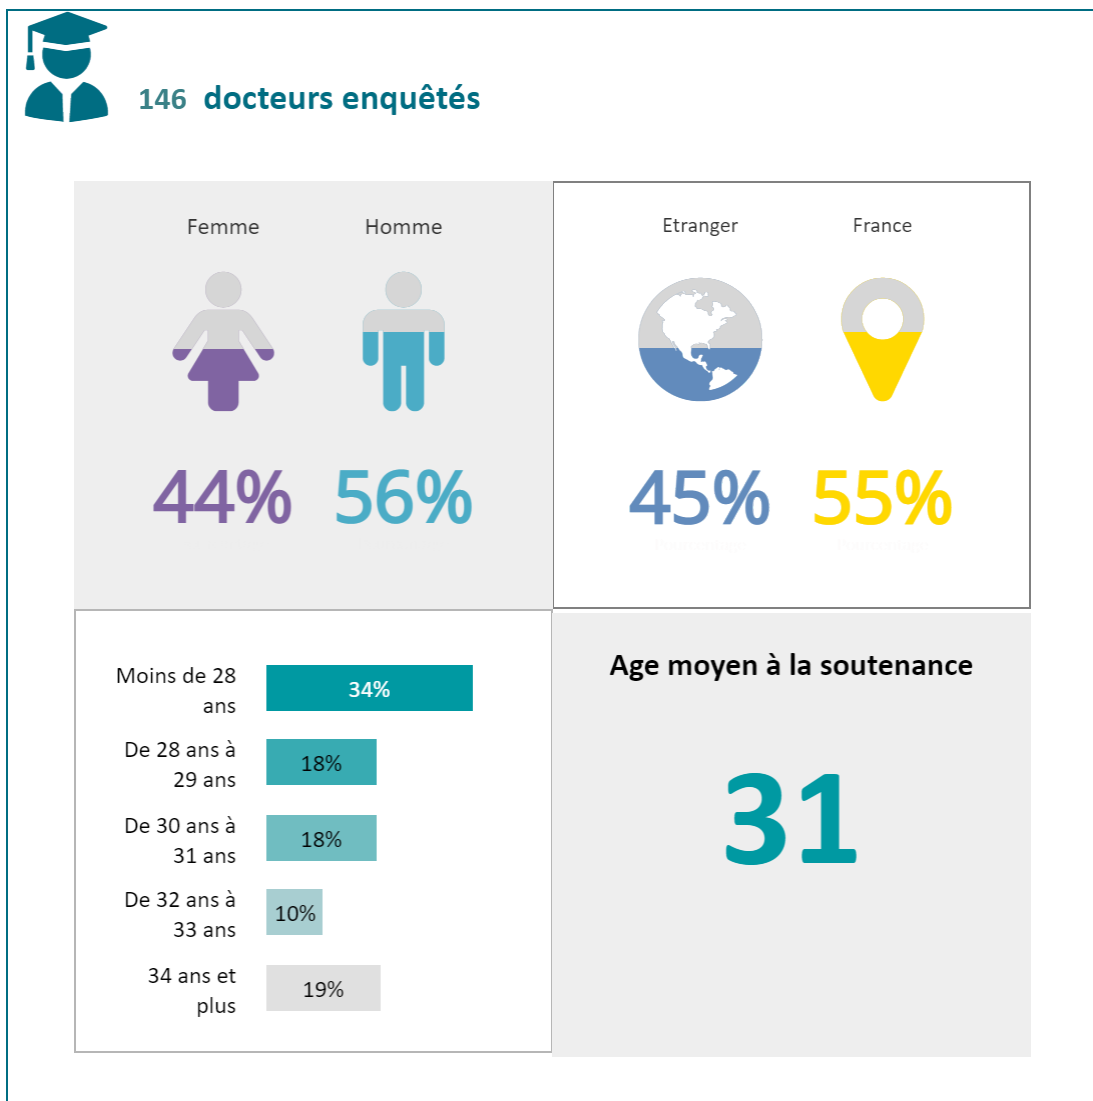 146 docteurs enquêtés
Femme
Homme
44%
56%
Etranger
France
45%
55%
Moins de 28
ans
34%
De 28 ans à
29 ans
18%
De 30 ans à
31 ans
18%
De 32 ans à
33 ans
10%
34 ans et
plus
19%
Age moyen à la soutenance
31